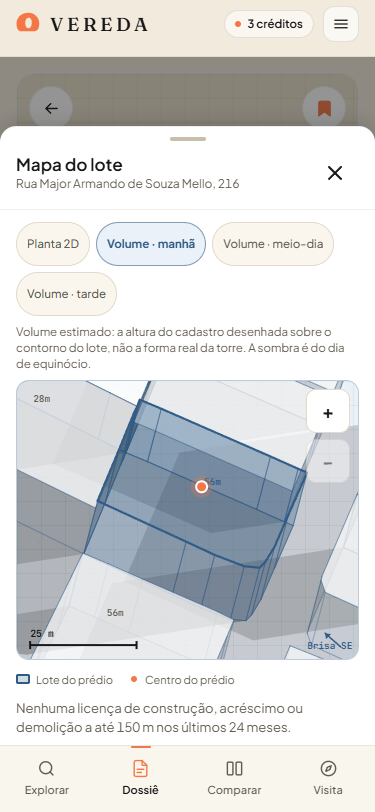 VEREDA
3 créditos
Mapa do lote
Rua Major Armando de Souza Mello, 216
Planta 2D
Volume · manhã
Volume · meio-dia
Volume · tarde
Volume estimado: a altura do cadastro desenhada sobre o
contorno do lote, não a forma real da torre. A sombra é do dia
de equinócio.
28m
+
−
56m
25 m
Brisa SE
Lote do prédio
Centro do prédio
Nenhuma licença de construção, acréscimo ou
demolição a até 150 m nos últimos 24 meses.
Explorar
Dossiê
Comparar
Visita